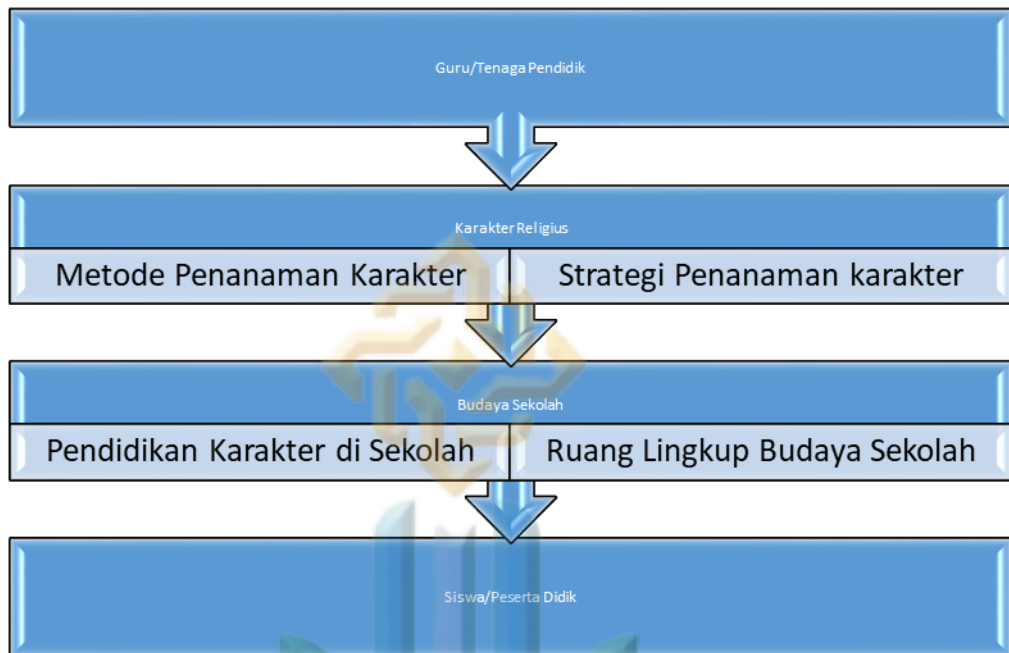 Guru/Tenaga Pendidik
Karakter Religius
Metode Penanaman Karakter
Strategi Penanaman karakter
Budaya Sekolah
Pendidikan Karakter di Sekolah
Ruang Lingkup Budaya Sekolah
Siswa/Peserta Didik